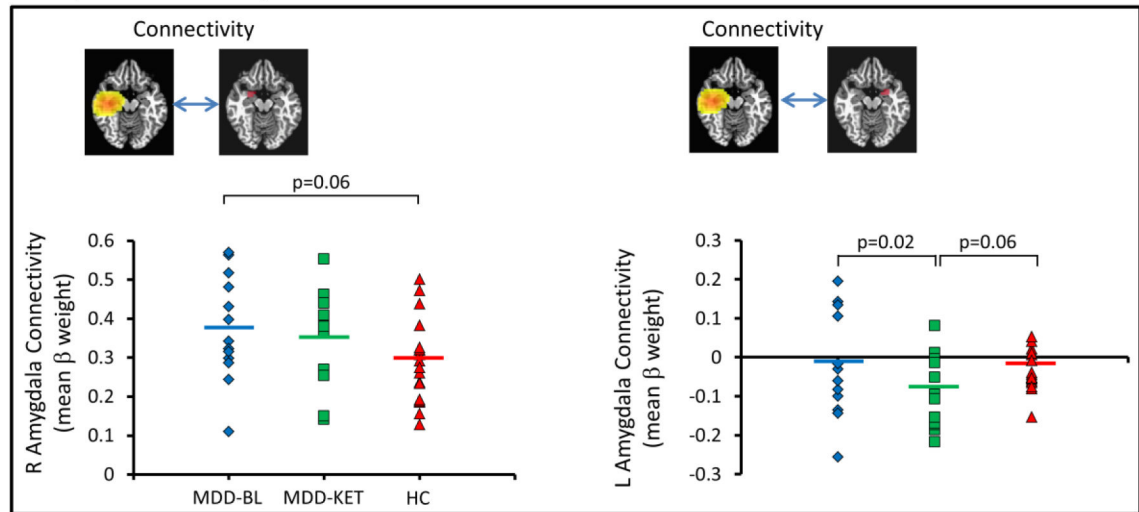 Connectivity
Connectivity
p=0.06
R Amygdala Connectivity
(mean β weight)
0.6
0.5
0.4
0.3
0.2
0.1
0
MDD-BL MDD-KET HC
p=0.02 p=0.06
L Amygdala Connectivity
(mean β weight)
0.3
0.2
0.1
0
-0.1
-0.2
-0.3